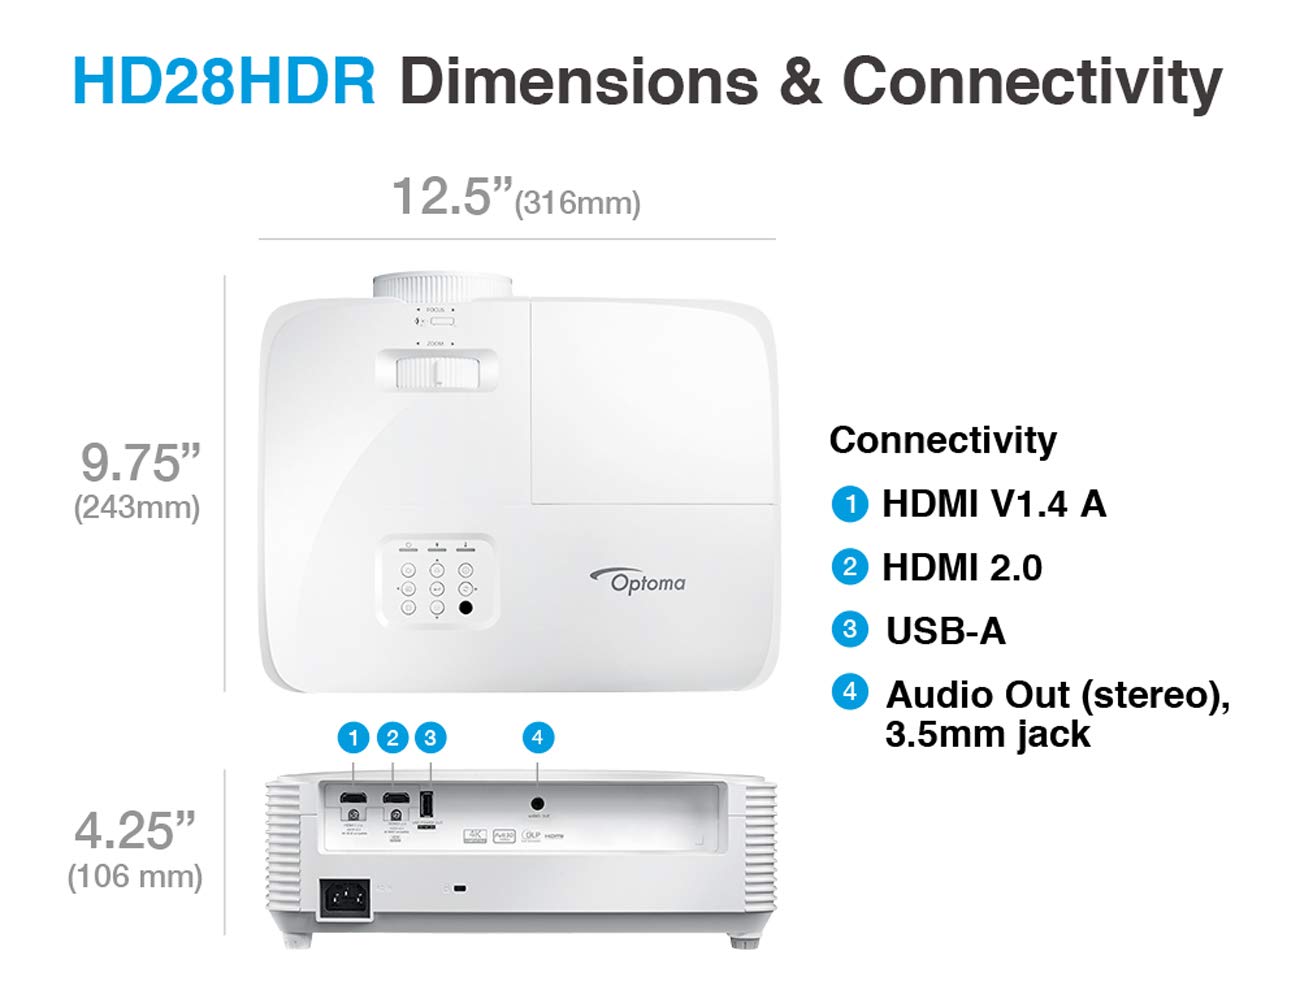 HD28HDR Dimensions & Connectivity
12.5” (316mm)
FOCUS
ZOOM
9.75”
(243mm)
Optoma
Connectivity
1 HDMI V1.4 A
2 HDMI 2.0
3 USB-A
4 Audio Out (stereo),
3.5mm jack
1 2 3 4
4.25”
(106 mm)
AUDIO OUT
4K
DLP HDMI